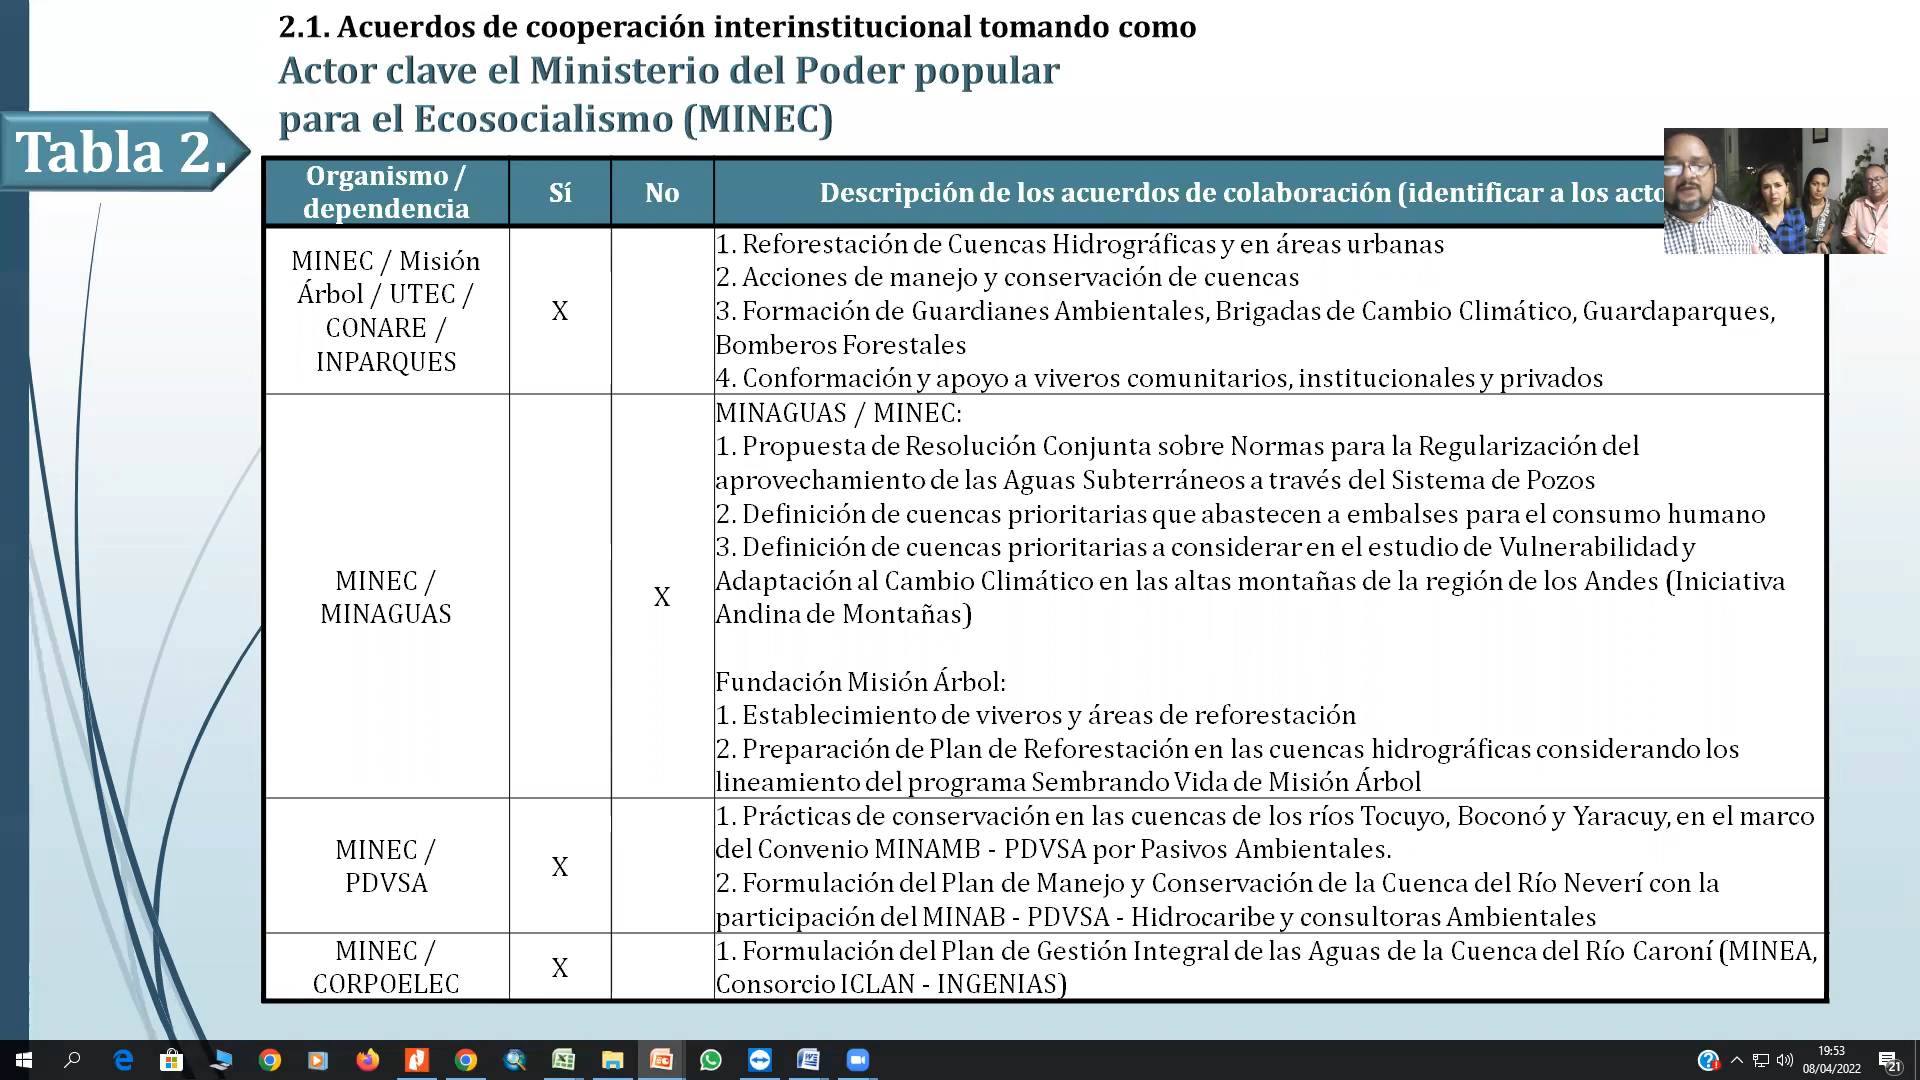 2.1. Acuerdos de cooperación interinstitucional tomando como
Actor clave el Ministerio del Poder popular
para el Ecosocialismo (MINEC)
Tabla 2.
Organismo /
dependencia
Sí
No
Descripción de los acuerdos de colaboración (identificar a los acto
MINEC / Misión
Árbol / UTEC /
CONARE /
INPARQUES
X
1. Reforestación de Cuencas Hidrográficas y en áreas urbanas
2. Acciones de manejo y conservación de cuencas
3. Formación de Guardianes Ambientales, Brigadas de Cambio Climático, Guardaparques,
Bomberos Forestales
4. Conformación y apoyo a viveros comunitarios, institucionales y privados
MINEC /
MINAGUAS
X
MINAGUAS / MINEC:
1. Propuesta de Resolución Conjunta sobre Normas para la Regularización del
aprovechamiento de las Aguas Subterráneos a través del Sistema de Pozos
2. Definición de cuencas prioritarias que abastecen a embalses para el consumo humano
3. Definición de cuencas prioritarias a considerar en el estudio de Vulnerabilidad y
Adaptación al Cambio Climático en las altas montañas de la región de los Andes (Iniciativa
Andina de Montañas)
Fundación Misión Árbol:
1. Establecimiento de viveros y áreas de reforestación
2. Preparación de Plan de Reforestación en las cuencas hidrográficas considerando los
lineamiento del programa Sembrando Vida de Misión Árbol
MINEC /
PDVSA
X
1. Prácticas de conservación en las cuencas de los ríos Tocuyo, Boconó y Yaracuy, en el marco
del Convenio MINAMB - PDVSA por Pasivos Ambientales.
2. Formulación del Plan de Manejo y Conservación de la Cuenca del Río Neverí con la
participación del MINAB - PDVSA - Hidrocaribe y consultoras Ambientales
MINEC /
CORPOELEC
X
1. Formulación del Plan de Gestión Integral de las Aguas de la Cuenca del Río Caroní (MINEA,
Consorcio ICLAN - INGENIAS)
19:53
08/04/2022
21